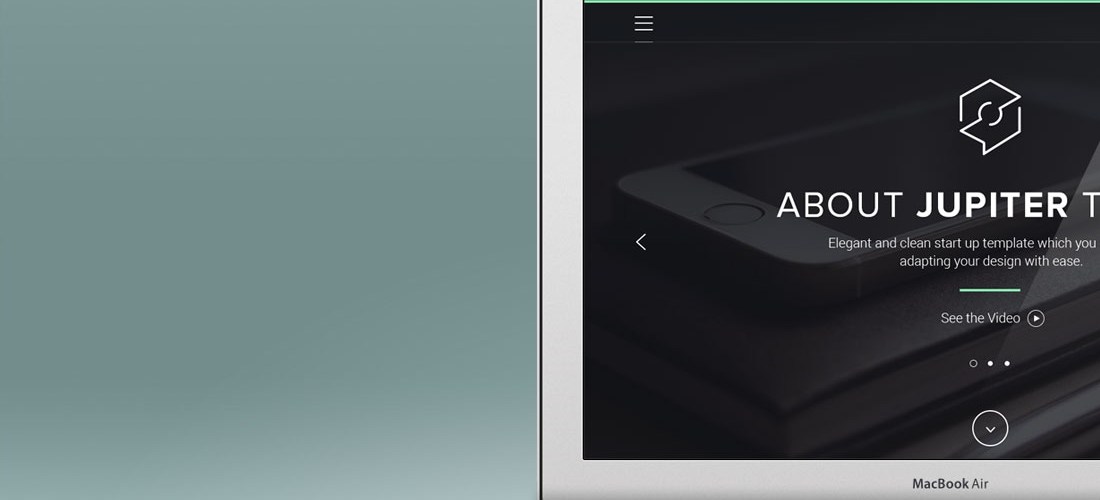 ABOUT JUPITER T
Elegant and clean start up template which you
adapting your design with ease.
See the Video
MacBook Air